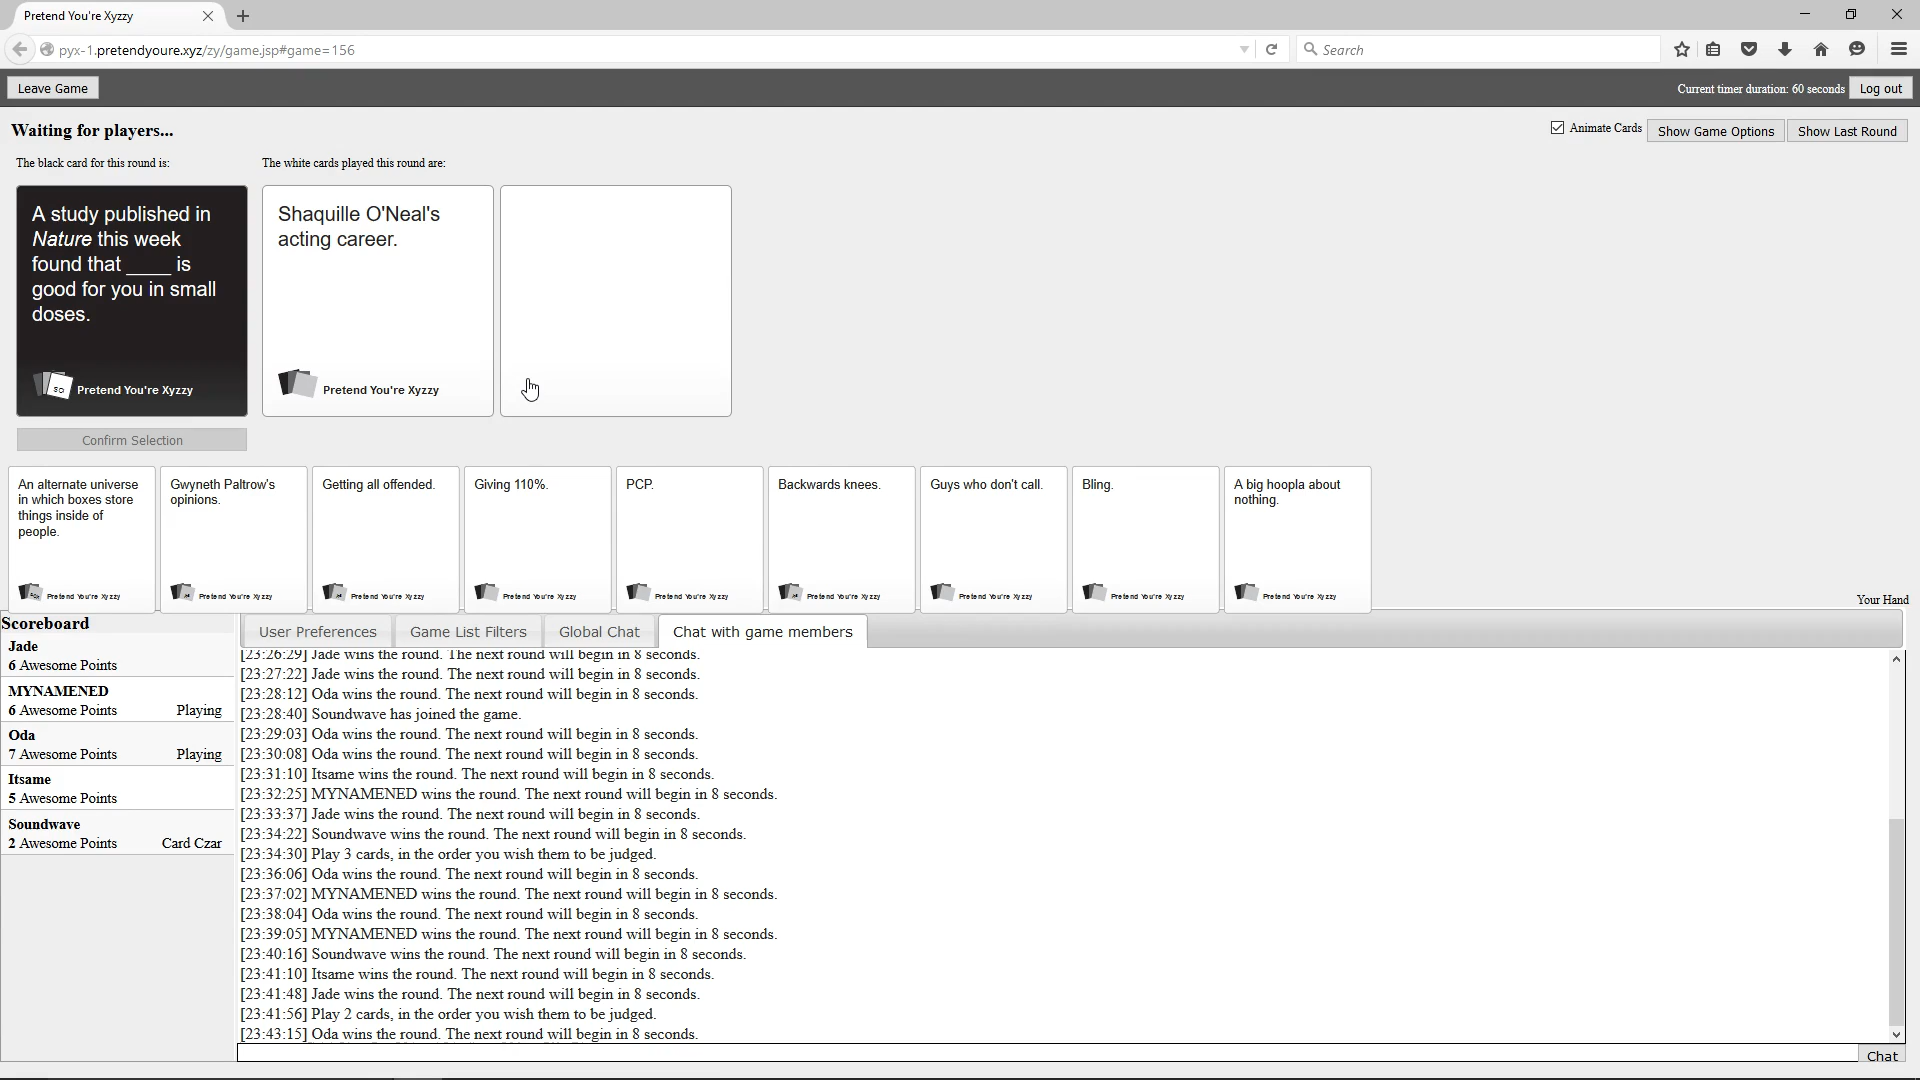 Pretend You're Xyzzy
pyx-1.pretendyoure.xyz/zy/game.jsp#game=156
Search
Leave Game
Current timer duration: 60 seconds
Log out
Waiting for players...
Animate Cards
Show Game Options
Show Last Round
The black card for this round is:
The white cards played this round are:
A study published in
Nature this week
found that ____ is
good for you in small
doses.
Pretend You're Xyzzy
Shaquille O'Neal's
acting career.
Pretend You're Xyzzy
Confirm Selection
An alternate universe
in which boxes store
things inside of
people.
Pretend You're Xyzzy
Gwyneth Paltrow's
opinions.
Pretend You're Xyzzy
Getting all offended.
Pretend You're Xyzzy
Giving 110%.
Pretend You're Xyzzy
PCP.
Pretend You're Xyzzy
Backwards knees.
Pretend You're Xyzzy
Guys who don't call.
Pretend You're Xyzzy
Bling.
Pretend You're Xyzzy
A big hoopla about
nothing.
Pretend You're Xyzzy
Your Hand
Scoreboard
Jade
6 Awesome Points
MYNAMENED
6 Awesome Points Playing
Oda
7 Awesome Points Playing
Itsame
5 Awesome Points
Soundwave
2 Awesome Points Card Czar
User Preferences
Game List Filters
Global Chat
Chat with game members
[23:26:29] Jade wins the round. The next round will begin in 8 seconds.
[23:27:22] Jade wins the round. The next round will begin in 8 seconds.
[23:28:12] Oda wins the round. The next round will begin in 8 seconds.
[23:28:40] Soundwave has joined the game.
[23:29:03] Oda wins the round. The next round will begin in 8 seconds.
[23:30:08] Oda wins the round. The next round will begin in 8 seconds.
[23:31:10] Itsame wins the round. The next round will begin in 8 seconds.
[23:32:25] MYNAMENED wins the round. The next round will begin in 8 seconds.
[23:33:37] Jade wins the round. The next round will begin in 8 seconds.
[23:34:22] Soundwave wins the round. The next round will begin in 8 seconds.
[23:34:30] Play 3 cards, in the order you wish them to be judged.
[23:36:06] Oda wins the round. The next round will begin in 8 seconds.
[23:37:02] MYNAMENED wins the round. The next round will begin in 8 seconds.
[23:38:04] Oda wins the round. The next round will begin in 8 seconds.
[23:39:05] MYNAMENED wins the round. The next round will begin in 8 seconds.
[23:40:16] Soundwave wins the round. The next round will begin in 8 seconds.
[23:41:10] Itsame wins the round. The next round will begin in 8 seconds.
[23:41:48] Jade wins the round. The next round will begin in 8 seconds.
[23:41:56] Play 2 cards, in the order you wish them to be judged.
[23:43:15] Oda wins the round. The next round will begin in 8 seconds.
Chat